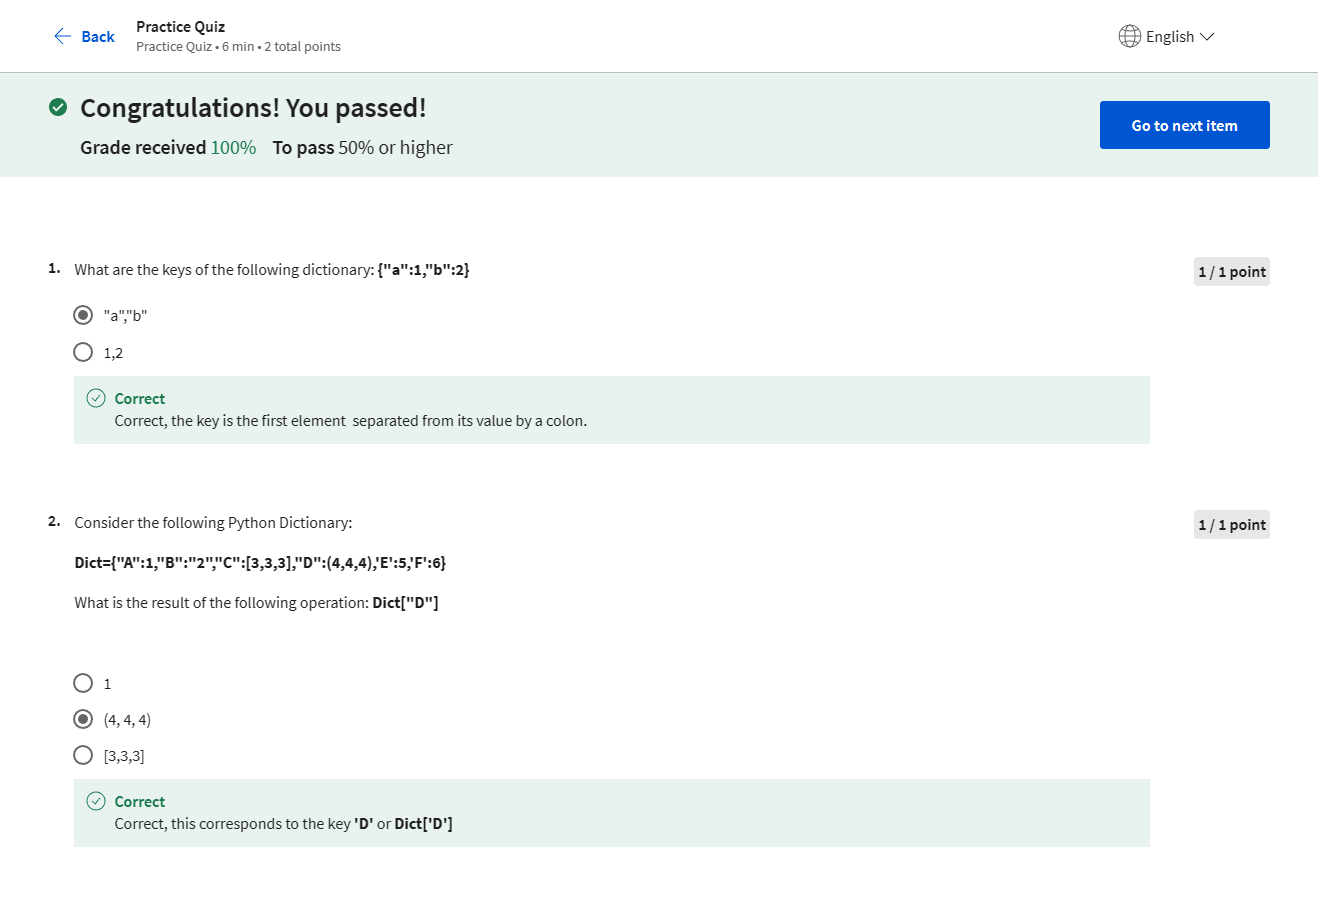 Back
Practice Quiz
Practice Quiz • 6 min • 2 total points
English
Congratulations! You passed!
Grade received 100% To pass 50% or higher
Go to next item
1. What are the keys of the following dictionary: {"a":1,"b":2}
1 / 1 point
"a","b"
1,2
Correct
Correct, the key is the first element  separated from its value by a colon.
2. Consider the following Python Dictionary:
1 / 1 point
Dict={"A":1,"B":"2","C":[3,3,3],"D":(4,4,4),'E':5,'F':6}
What is the result of the following operation: Dict["D"]
1
(4, 4, 4)
[3,3,3]
Correct
Correct, this corresponds to the key 'D' or Dict['D']